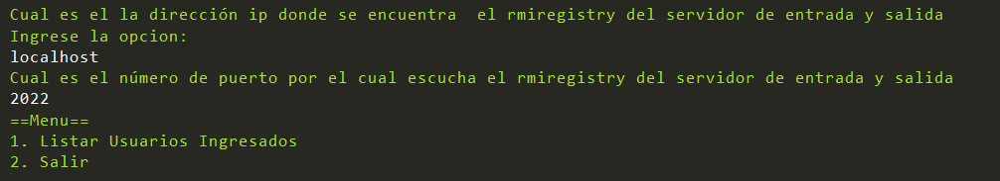 Cual es el la dirección ip donde se encuentra  el rmiregistry del servidor de entrada y salida
Ingrese la opcion:
localhost
Cual es el número de puerto por el cual escucha el rmiregistry del servidor de entrada y salida
2022
==Menu==
1. Listar Usuarios Ingresados
2. Salir